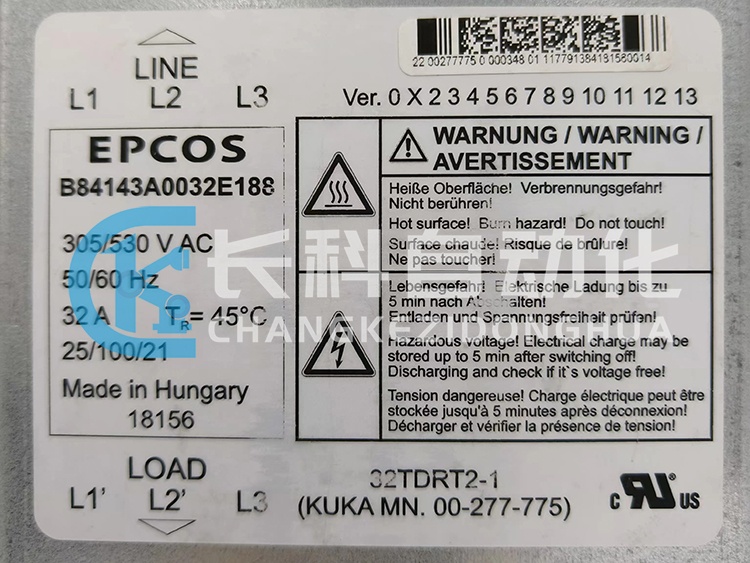 22 00277775 0 000348 01 117791384181580014
LINE
L1 L2 L3
Ver. 0 X 2 3 4 5 6 7 8 9 10 11 12 13
EPCOS
B84143A0032E188
305/530 V AC
50/60 Hz
32 A TR= 45°C
25/100/21
Made in Hungary
18156
WARNUNG / WARNING /
AVERTISSEMENT
Heiße Oberfläche! Verbrennungsgefahr!
Nicht berühren!
Hot surface! Burn hazard! Do not touch!
Surface chaude! Risque de brûlure!
Ne pas toucher!
Lebensgefahr! Elektrische Ladung bis zu
5 min nach Abschalten!
Entladen und Spannungsfreiheit prüfen!
Hazardous voltage! Electrical charge may be
stored up to 5 min after switching off!
Discharging and check if it`s voltage free!
Tension dangereuse! Charge électrique peut être
stockée jusqu'à 5 minutes après déconnexion!
Décharger et vérifier la présence de tension!
长科自动化
CHANGKEZIDONGHUA
LOAD
L1' L2' L3
32TDRT2-1
(KUKA MN. 00-277-775)
c RU US